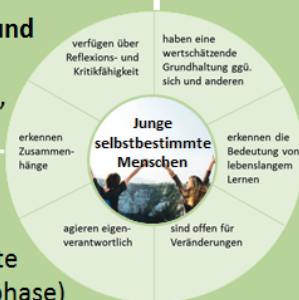 und
verfügen über
Reflexions- und
Kritikfähigkeit
haben eine
wertschätzende
Grundhaltung ggü.
sich und anderen
,
erkennen
Zusammen-
hänge
Junge
selbstbestimmte
Menschen
erkennen die
Bedeutung von
lebenslangem
Lernen
agieren eigen-
verantwortlich
sind offen für
Veränderungen
te
phase)